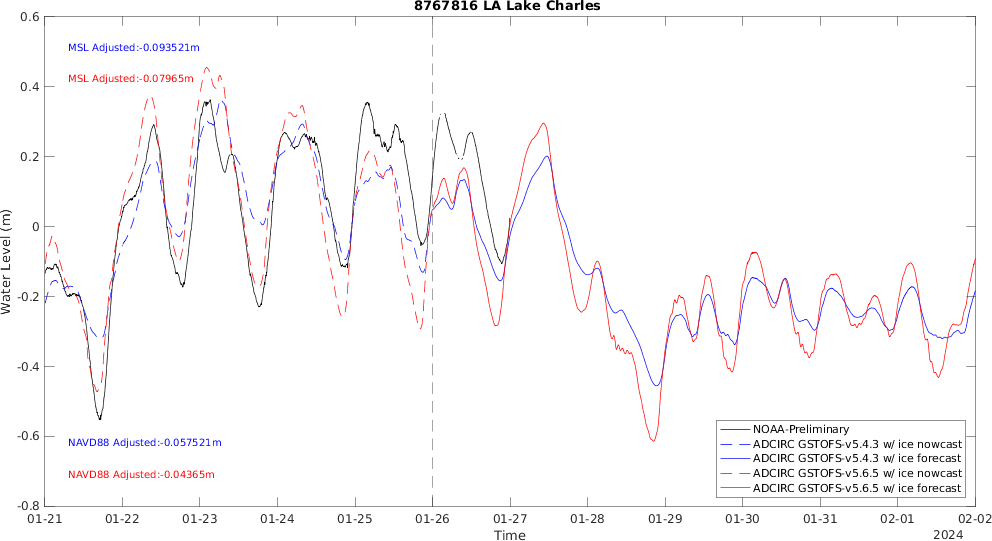 8767816 LA Lake Charles
0.6
0.4
0.2
0
-0.2
-0.4
-0.6
-0.8
Water Level (m)
MSL Adjusted:-0.093521m
MSL Adjusted:-0.07965m
NAVD88 Adjusted:-0.057521m
NAVD88 Adjusted:-0.04365m
NOAA-Preliminary
ADCIRC GSTOFS-v5.4.3 w/ ice nowcast
ADCIRC GSTOFS-v5.4.3 w/ ice forecast
ADCIRC GSTOFS-v5.6.5 w/ ice nowcast
ADCIRC GSTOFS-v5.6.5 w/ ice forecast
01-21 01-22 01-23 01-24 01-25 01-26 01-27 01-28 01-29 01-30 01-31 02-01 02-02
Time
2024